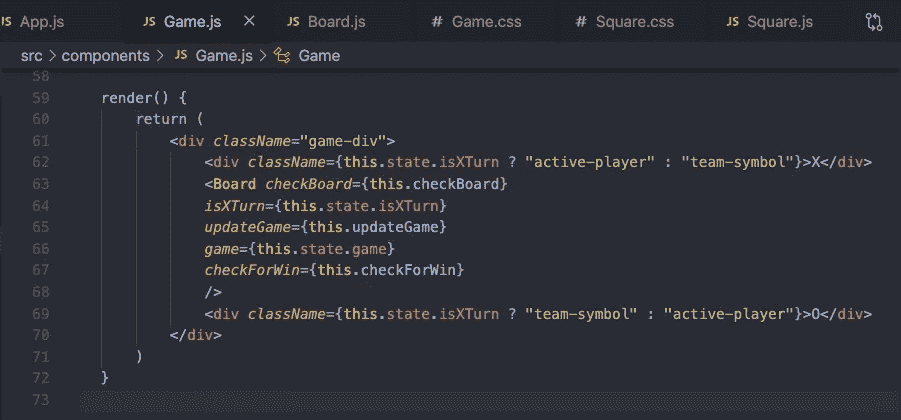 JS App.js JS Game.js × JS Board.js # Game.css # Square.css JS Square.js
src > components > JS Game.js > Game
58
59 render() {
60 return (
61 <div className="game-div">
62 <div className={this.state.isXTurn ? "active-player" : "team-symbol"}>X</div>
63 <Board checkBoard={this.checkBoard}
64 isXTurn={this.state.isXTurn}
65 updateGame={this.updateGame}
66 game={this.state.game}
67 checkForWin={this.checkForWin}
68 />
69 <div className={this.state.isXTurn ? "team-symbol" : "active-player"}>O</div>
70 </div>
71 )
72 }
73